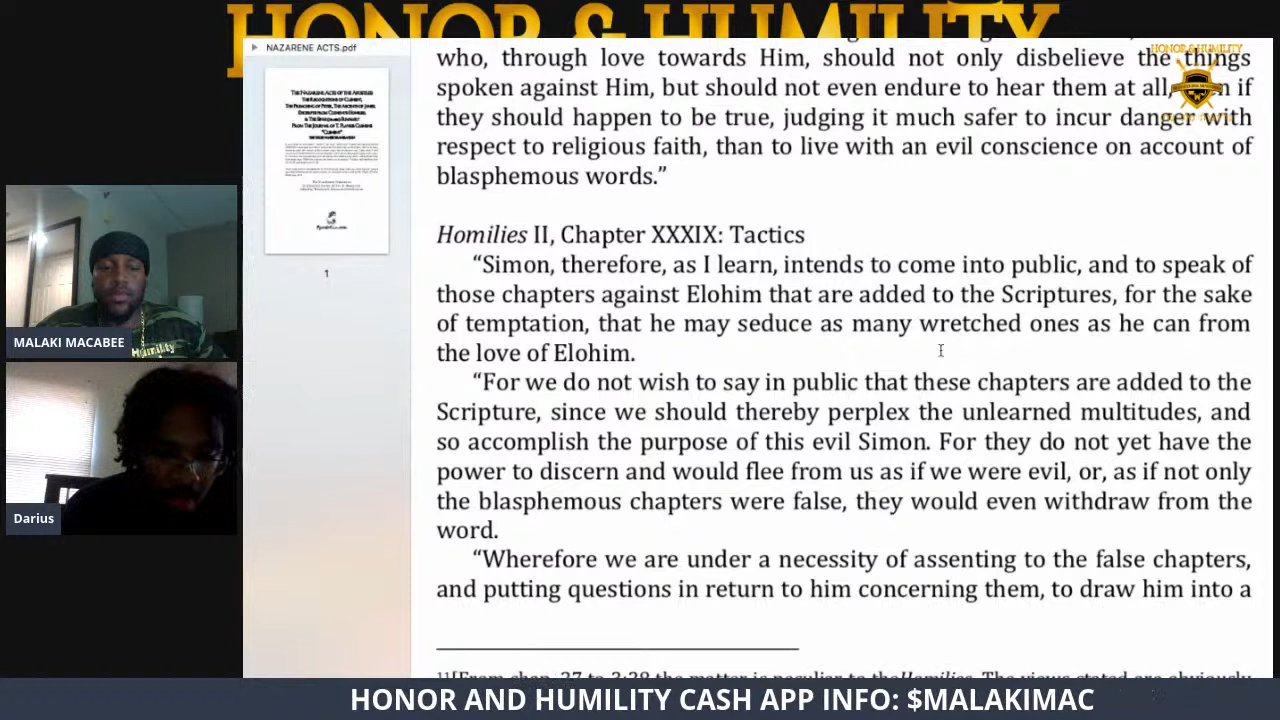 HONOR & HUMILITY
NAZARENE ACTS.pdf
HONOR & HUMILITY
who, through love towards Him, should not only disbelieve the things
spoken against Him, but should not even endure to hear them at all, if
they should happen to be true, judging it much safer to incur danger with
respect to religious faith, than to live with an evil conscience on account of
blasphemous words.”
Homilies II, Chapter XXXIX: Tactics
“Simon, therefore, as I learn, intends to come into public, and to speak of
those chapters against Elohim that are added to the Scriptures, for the sake
of temptation, that he may seduce as many wretched ones as he can from
the love of Elohim.
“For we do not wish to say in public that these chapters are added to the
Scripture, since we should thereby perplex the unlearned multitudes, and
so accomplish the purpose of this evil Simon. For they do not yet have the
power to discern and would flee from us as if we were evil, or, as if not only
the blasphemous chapters were false, they would even withdraw from the
word.
“Wherefore we are under a necessity of assenting to the false chapters,
and putting questions in return to him concerning them, to draw him into a
THE NAZARENE ACTS OF THE APOSTLES
1
MALAKI MACABEE
Humility
Darius
HONOR AND HUMILITY CASH APP INFO: $MALAKIMAC